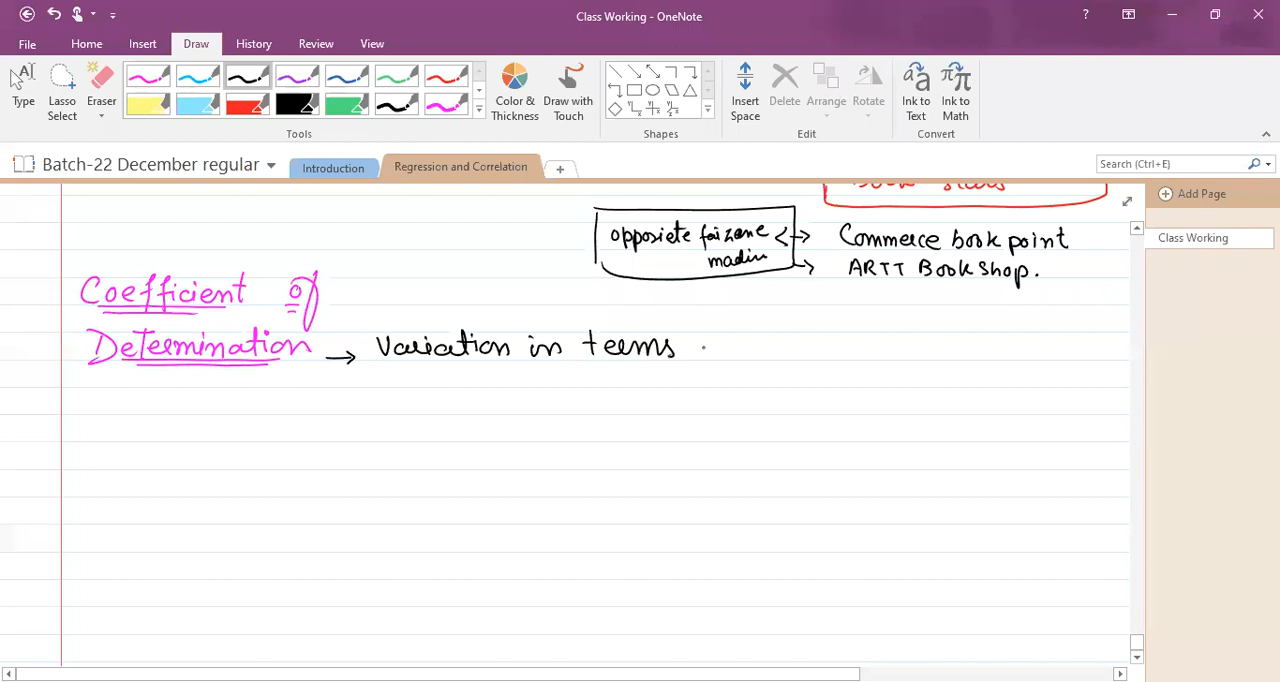 Class Working - OneNote
?
File Home Insert Draw History Review View
Type
Lasso Select
Eraser
Color & Thickness
Draw with Touch
Insert Space
Delete
Arrange
Rotate
Ink to Text
Ink to Math
Tools
Shapes
Edit
Convert
Batch-22 December regular
Introduction
Regression and Correlation
Search (Ctrl+E)
Add Page
Class Working
opposiete faizane
madin
Commerce book point
ARTT Book Shop.
Coefficient of
Determination → Variation in terms